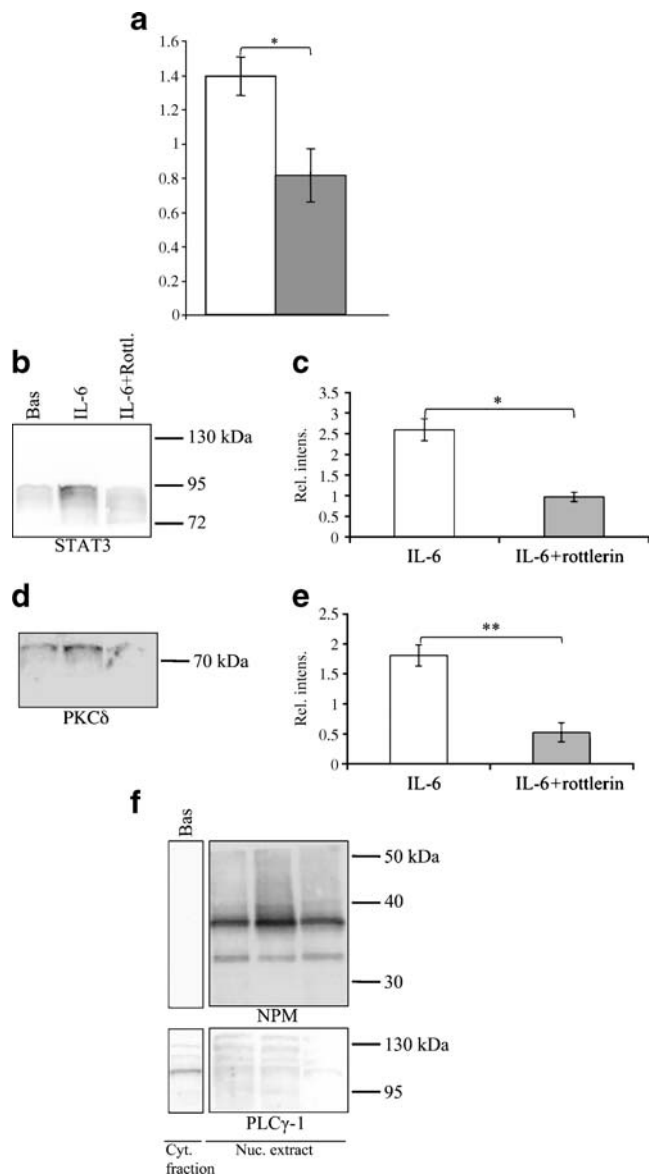 a
1.6
1.4
1.2
1
0.8
0.6
0.4
0.2
0
*
b
Bas
IL-6
IL-6+Rottl.
130 kDa
95
72
STAT3
c
Rel. intens.
3.5
3
2.5
2
1.5
1
0.5
0
*
IL-6
IL-6+rottlerin
d
70 kDa
PKCδ
e
Rel. intens.
2.5
2
1.5
1
0.5
0
**
IL-6
IL-6+rottlerin
f
Bas
50 kDa
40
30
NPM
130 kDa
95
PLCγ-1
Cyt. fraction
Nuc. extract